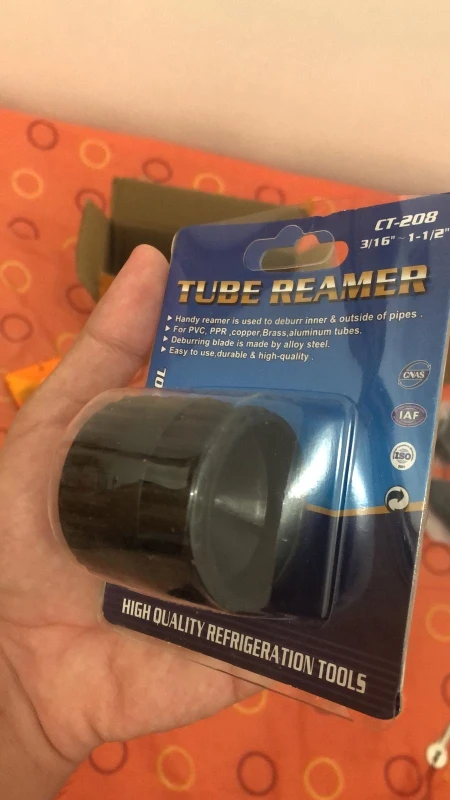 CT-208
3/16" ~ 1-1/2"
TUBE REAMER
▶ Handy reamer is used to deburr inner & outside of pipes .
▶ For PVC, PPR ,copper,Brass,aluminum tubes.
▶ Deburring blade is made by alloy steel.
▶ Easy to use,durable & high-quality .
CNAS
IAF
ISO
HIGH QUALITY REFRIGERATION TOOLS